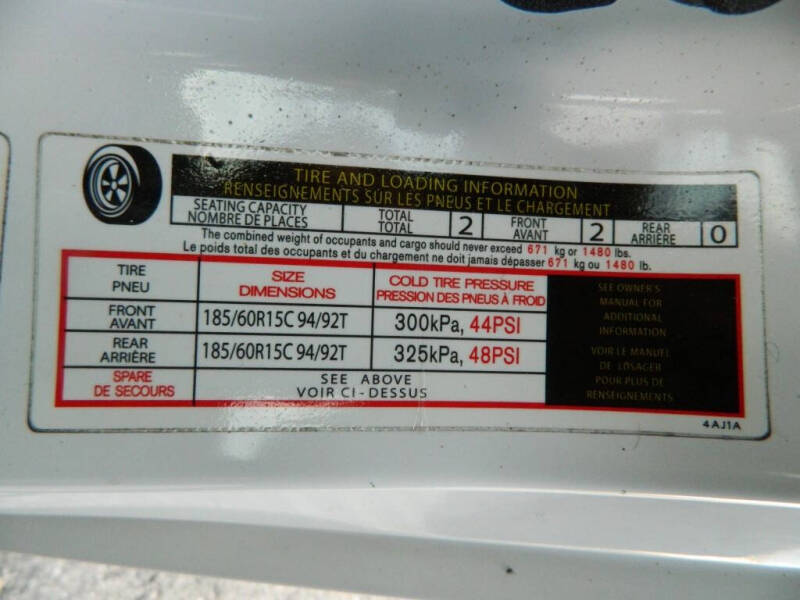 TIRE AND LOADING INFORMATION
RENSEIGNEMENTS SUR LES PNEUS ET LE CHARGEMENT
SEATING CAPACITY
NOMBRE DE PLACES
TOTAL
TOTAL
2
FRONT
AVANT
2
REAR
ARRIÈRE
0
The combined weight of occupants and cargo should never exceed 671 kg or 1480 lbs.
Le poids total des occupants et du chargement ne doit jamais dépasser 671 kg ou 1480 lb.
TIRE
PNEU
SIZE
DIMENSIONS
COLD TIRE PRESSURE
PRESSION DES PNEUS À FROID
FRONT
AVANT
185/60R15C 94/92T
300kPa, 44PSI
REAR
ARRIÈRE
185/60R15C 94/92T
325kPa, 48PSI
SPARE
DE SECOURS
SEE ABOVE
VOIR CI-DESSUS
SEE OWNER'S
MANUAL FOR
ADDITIONAL
INFORMATION
VOIR LE MANUEL
DE L'OSAGER
POUR PLUS DE
RENSEIGNEMENTS
4AJ1A